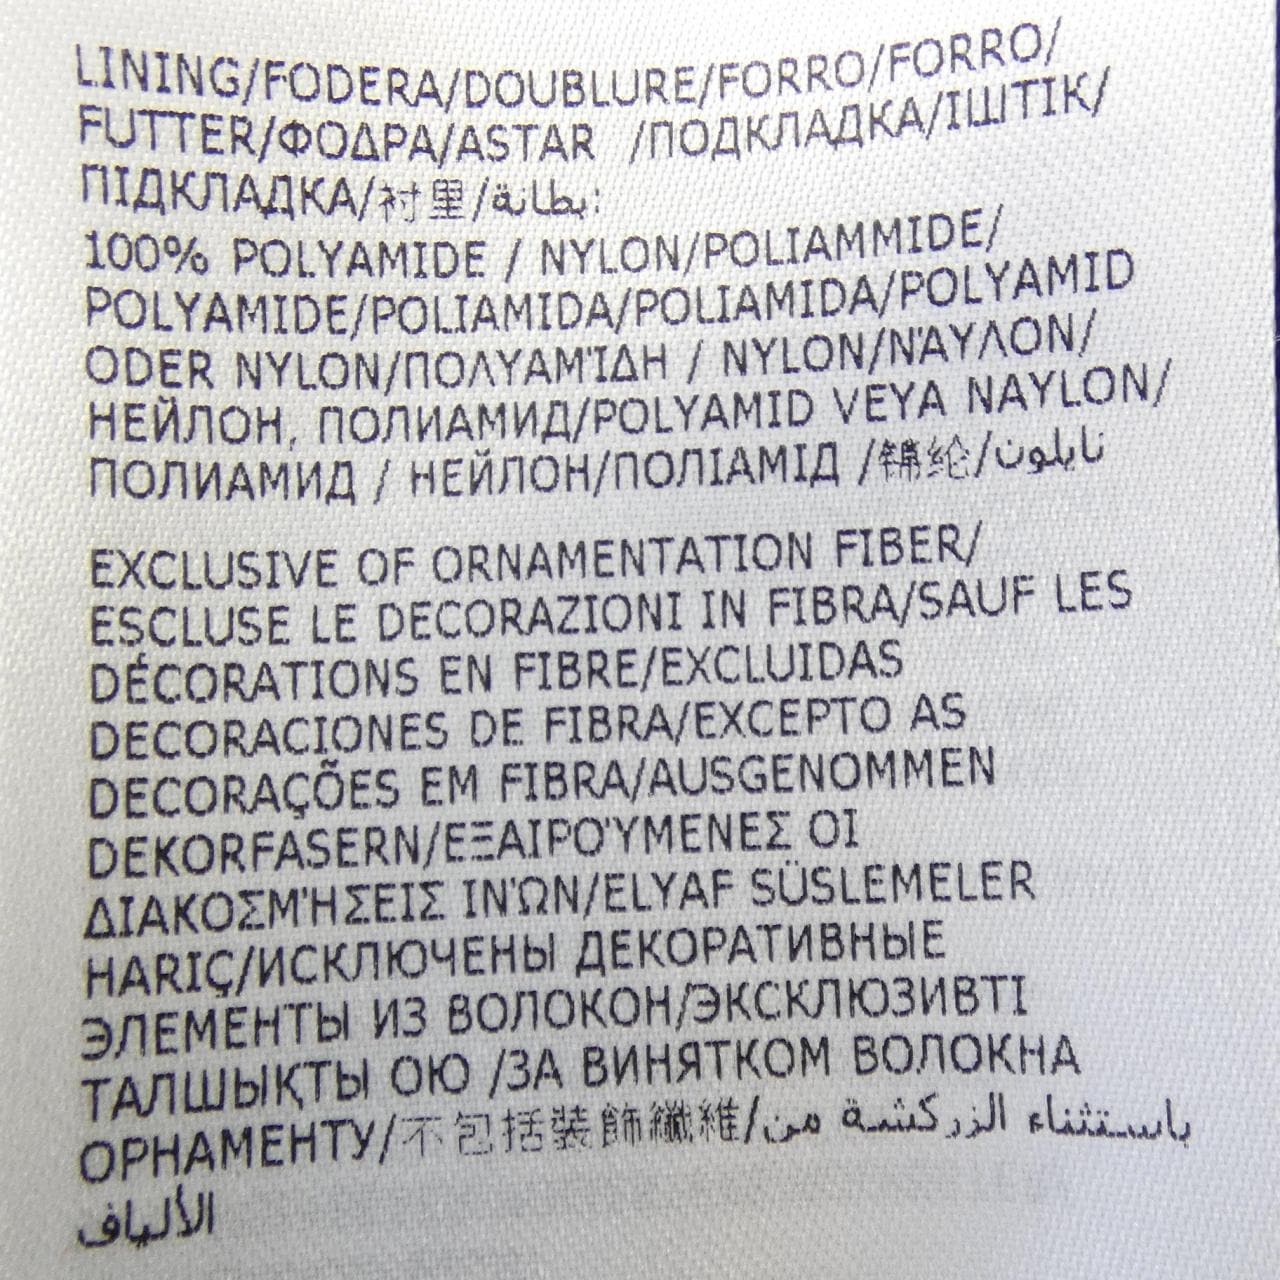 LINING/FODERA/DOUBLURE/FORRO/FORRO/
FUTTER/ΦΟΔΡΑ/ASTAR /ПОДКЛАДКА/ІШТІК/
ПІДКЛАДКА/衬里/بطانة:
100% POLYAMIDE / NYLON/POLIAMMIDE/
POLYAMIDE/POLIAMIDA/POLIAMIDA/POLYAMID
ODER NYLON/ΠΟΛΥΑΜΊΔΗ / NYLON/ΝΆΥΛΟΝ/
НЕЙЛОН, ПОЛИАМИД/POLYAMID VEYA NAYLON/
ПОЛИАМИД / НЕЙЛОН/ПОЛІАМІД /锦纶/نايلون
EXCLUSIVE OF ORNAMENTATION FIBER/
ESCLUSE LE DECORAZIONI IN FIBRA/SAUF LES
DÉCORATIONS EN FIBRE/EXCLUIDAS
DECORACIONES DE FIBRA/EXCEPTO AS
DECORAÇÕES EM FIBRA/AUSGENOMMEN
DEKORFASERN/ΕΞΑΙΡΟΎΜΕΝΕΣ ΟΙ
ΔΙΑΚΟΣΜΉΣΕΙΣ ΙΝΏΝ/ELYAF SÜSLEMELER
HARIÇ/ИСКЛЮЧЕНЫ ДЕКОРАТИВНЫЕ
ЭЛЕМЕНТЫ ИЗ ВОЛОКОН/ЭКСКЛЮЗИВТІ
ТАЛШЫҚТЫ ОЮ /ЗА ВИНЯТКОМ ВОЛОКНА
ОРНАМЕНТУ/不包括装飾纖維/باستثناء الزركشة من
الألياف